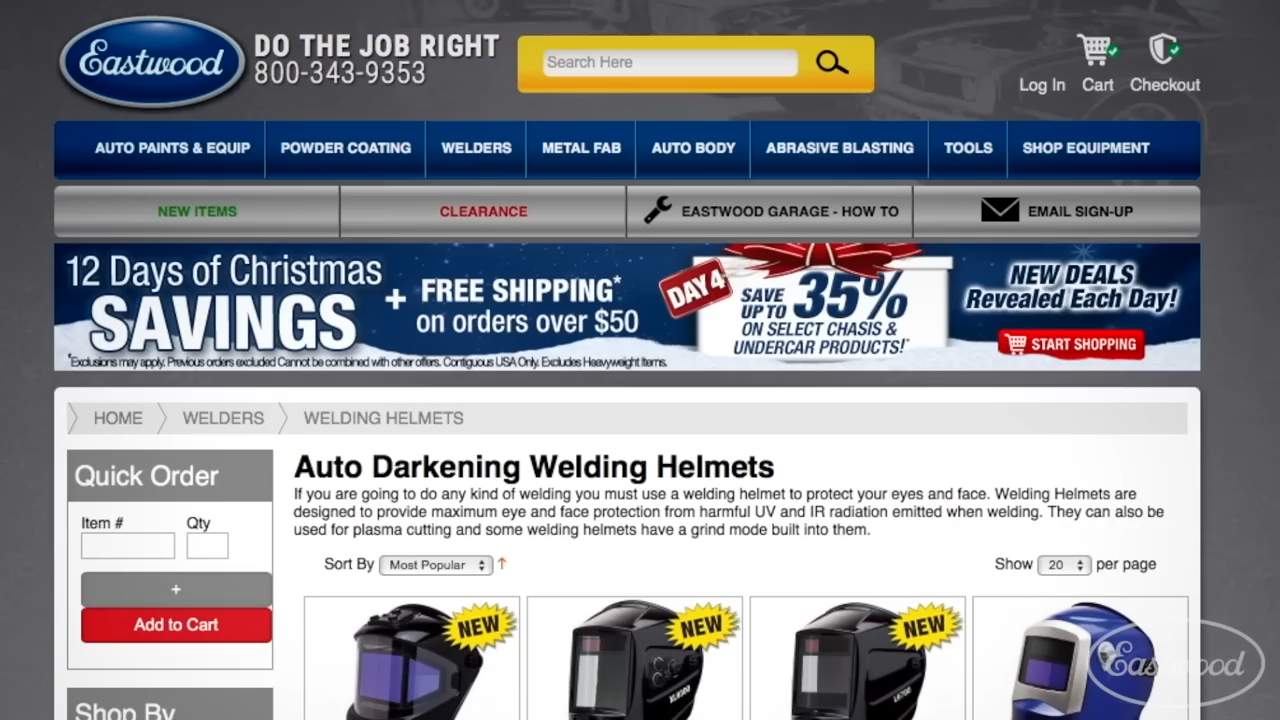 Eastwood
DO THE JOB RIGHT
800-343-9353
Search Here
Log In
Cart
Checkout
AUTO PAINTS & EQUIP
POWDER COATING
WELDERS
METAL FAB
AUTO BODY
ABRASIVE BLASTING
TOOLS
SHOP EQUIPMENT
NEW ITEMS
CLEARANCE
EASTWOOD GARAGE - HOW TO
EMAIL SIGN-UP
12 Days of Christmas
SAVINGS
+
FREE SHIPPING*
on orders over $50
*Exclusions may apply. Previous orders excluded Cannot be combined with other offers. Contiguous USA Only. Excludes Heavyweight Items.
DAY 4
SAVE
UP TO 35%
ON SELECT CHASIS &
UNDERCAR PRODUCTS!*
NEW DEALS
Revealed Each Day!
START SHOPPING
HOME
WELDERS
WELDING HELMETS
Quick Order
Item #
Qty
+
Add to Cart
Shop By
Auto Darkening Welding Helmets
If you are going to do any kind of welding you must use a welding helmet to protect your eyes and face. Welding Helmets are
designed to provide maximum eye and face protection from harmful UV and IR radiation emitted when welding. They can also be
used for plasma cutting and some welding helmets have a grind mode built into them.
Sort By
Most Popular
Show
20
per page
NEW
NEW
NEW
Eastwood